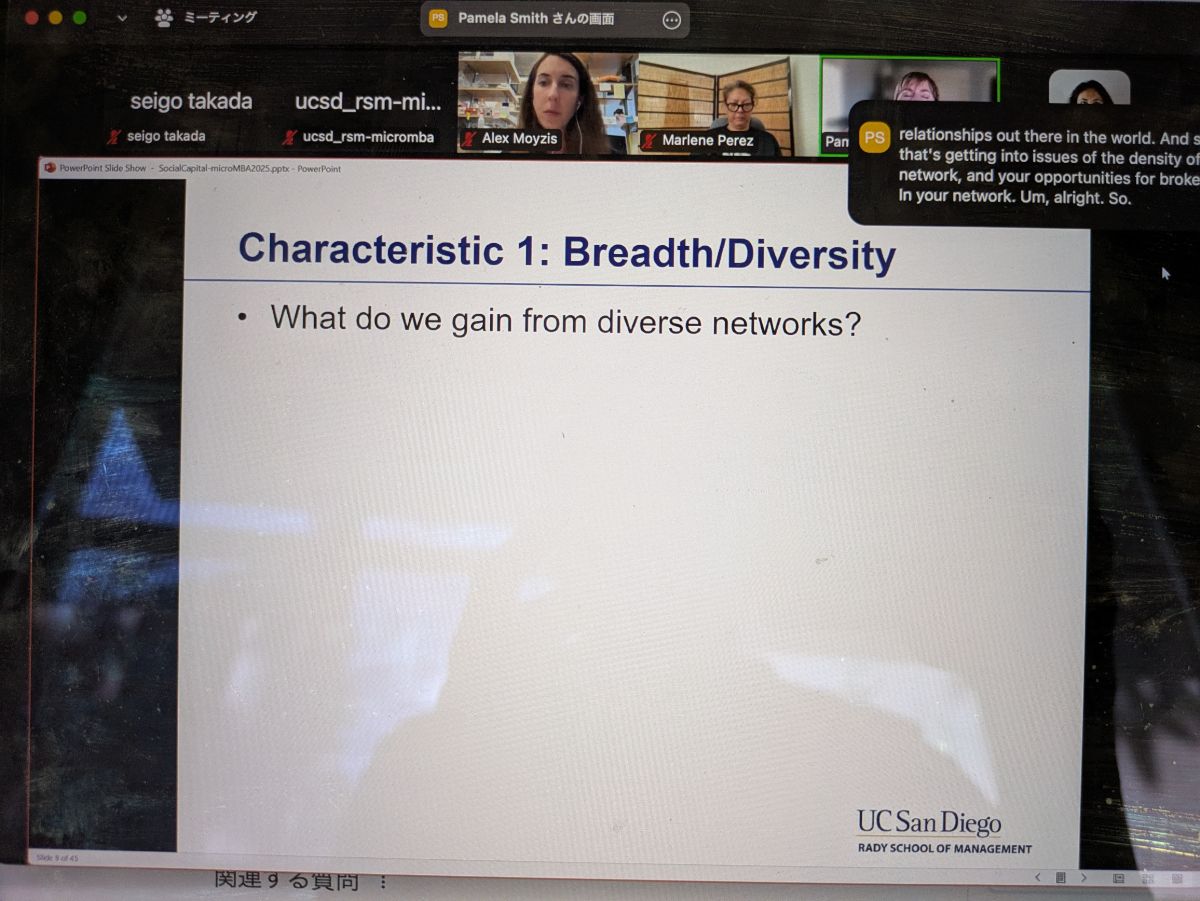 ミーティング
PS Pamela Smith さんの画面
seigo takada
ucsd_rsm-mi...
seigo takada
ucsd_rsm-micromba
Alex Moyzis
Marlene Perez
Pam
PS
relationships out there in the world. And s
that's getting into issues of the density of
network, and your opportunities for broke
In your network. Um, alright. So.
PowerPoint Slide Show - SocialCapital-microMBA2025.pptx - PowerPoint
Characteristic 1: Breadth/Diversity
• What do we gain from diverse networks?
UC San Diego
RADY SCHOOL OF MANAGEMENT
Slide 9 of 45
関連する質問